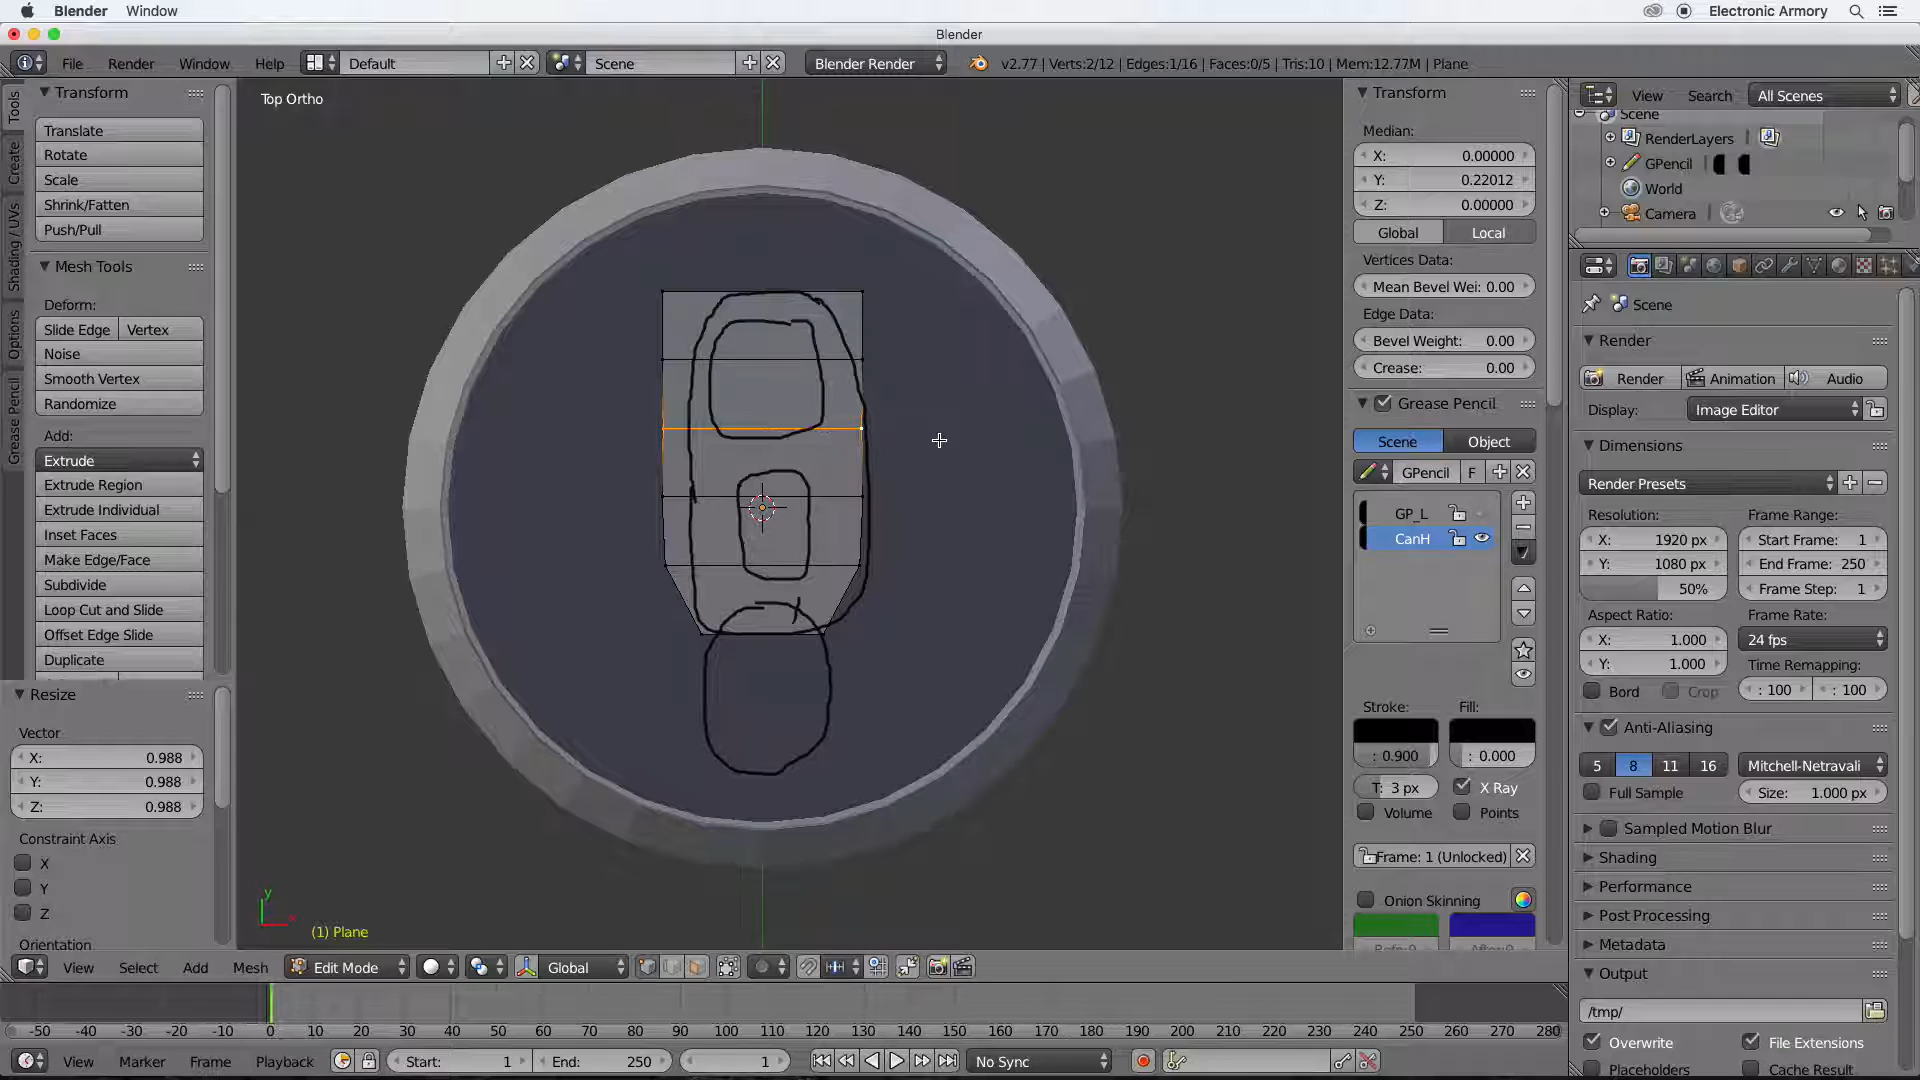 Blender Window Electronic Armory
Blender
File Render Window Help Default Scene Blender Render v2.77 | Verts:2/12 | Edges:1/16 | Faces:0/5 | Tris:10 | Mem:12.77M | Plane
Tools
Create
Shading / UVs
Options
Grease Pencil
Transform
Translate
Rotate
Scale
Shrink/Fatten
Push/Pull
Mesh Tools
Deform:
Slide Edge Vertex
Noise
Smooth Vertex
Randomize
Add:
Extrude
Extrude Region
Extrude Individual
Inset Faces
Make Edge/Face
Subdivide
Loop Cut and Slide
Offset Edge Slide
Duplicate
Resize
Vector
X: 0.988
Y: 0.988
Z: 0.988
Constraint Axis
X
Y
Z
Orientation
Top Ortho
y
x
(1) Plane
Transform
Median:
X: 0.00000
Y: 0.22012
Z: 0.00000
Global Local
Vertices Data:
Mean Bevel Wei: 0.00
Edge Data:
Bevel Weight: 0.00
Crease: 0.00
Grease Pencil
Scene Object
GPencil F
GP_L
CanH
Stroke: Fill:
: 0.900 : 0.000
T: 3 px X Ray
Volume Points
Frame: 1 (Unlocked)
Onion Skinning
View Search All Scenes
Scene
RenderLayers |
GPencil
World
Camera |
Scene
Render
Render Animation Audio
Display: Image Editor
Dimensions
Render Presets
Resolution: Frame Range:
X: 1920 px Start Frame: 1
Y: 1080 px End Frame: 250
50% Frame Step: 1
Aspect Ratio: Frame Rate:
X: 1.000 24 fps
Y: 1.000 Time Remapping:
Bord Crop : 100 : 100
Anti-Aliasing
5 8 11 16 Mitchell-Netravali
Full Sample Size: 1.000 px
Sampled Motion Blur
Shading
Performance
Post Processing
Metadata
Output
/tmp/
Overwrite File Extensions
Placeholders Cache Result
View Select Add Mesh Edit Mode Global
-50 -40 -30 -20 -10 0 10 20 30 40 50 60 70 80 90 100 110 120 130 140 150 160 170 180 190 200 210 220 230 240 250 260 270 280
View Marker Frame Playback Start: 1 End: 250 1 No Sync